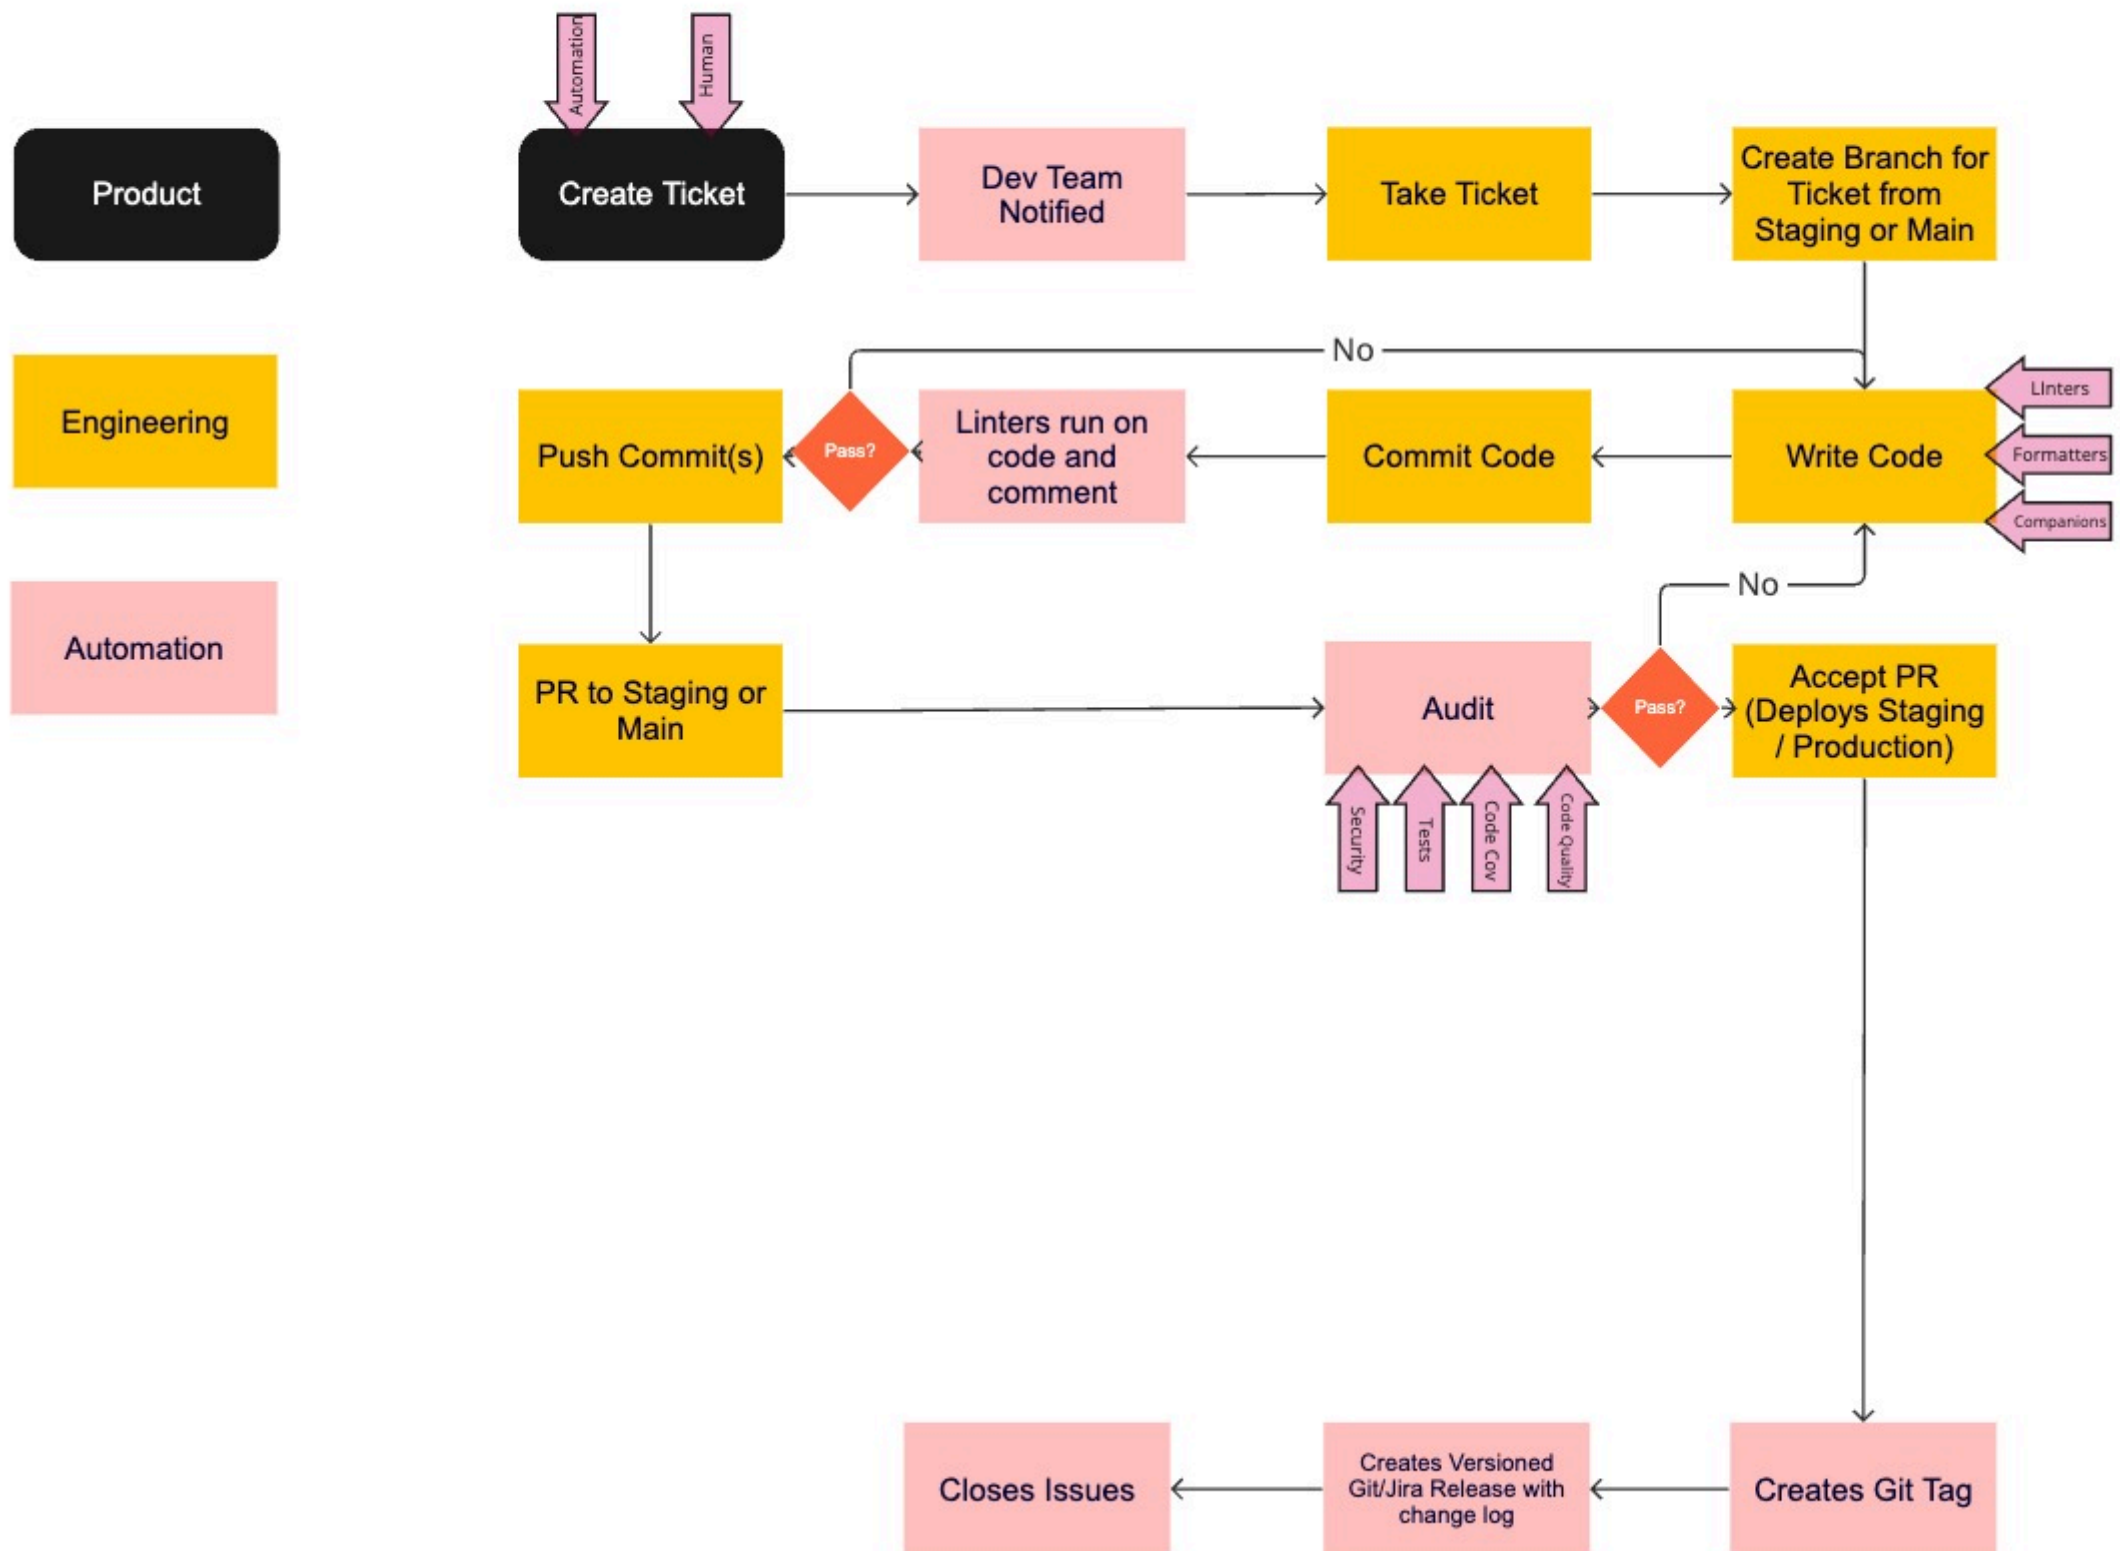 Automation
Human
Product
Create Ticket
Dev Team
Notified
Take Ticket
Create Branch for
Ticket from
Staging or Main
No
Engineering
Push Commit(s)
Pass?
Linters run on
code and
comment
Commit Code
Write Code
LInters
Formatters
Companions
No
Automation
PR to Staging or
Main
Audit
Pass?
Accept PR
(Deploys Staging
/ Production)
Security
Tests
Code Cov
Code Quality
Closes Issues
Creates Versioned
Git/Jira Release with
change log
Creates Git Tag